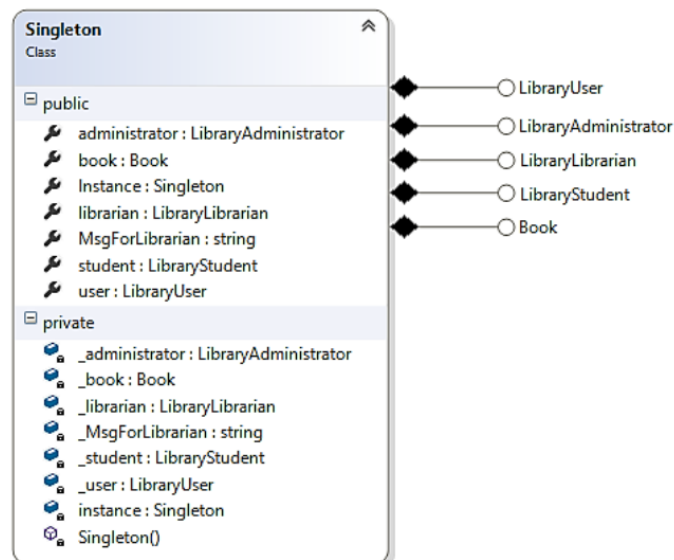 Singleton
Class
public
administrator : LibraryAdministrator
book : Book
Instance : Singleton
librarian : LibraryLibrarian
MsgForLibrarian : string
student : LibraryStudent
user : LibraryUser
private
_administrator : LibraryAdministrator
_book : Book
_librarian : LibraryLibrarian
_MsgForLibrarian : string
_student : LibraryStudent
_user : LibraryUser
instance : Singleton
Singleton()
LibraryUser
LibraryAdministrator
LibraryLibrarian
LibraryStudent
Book